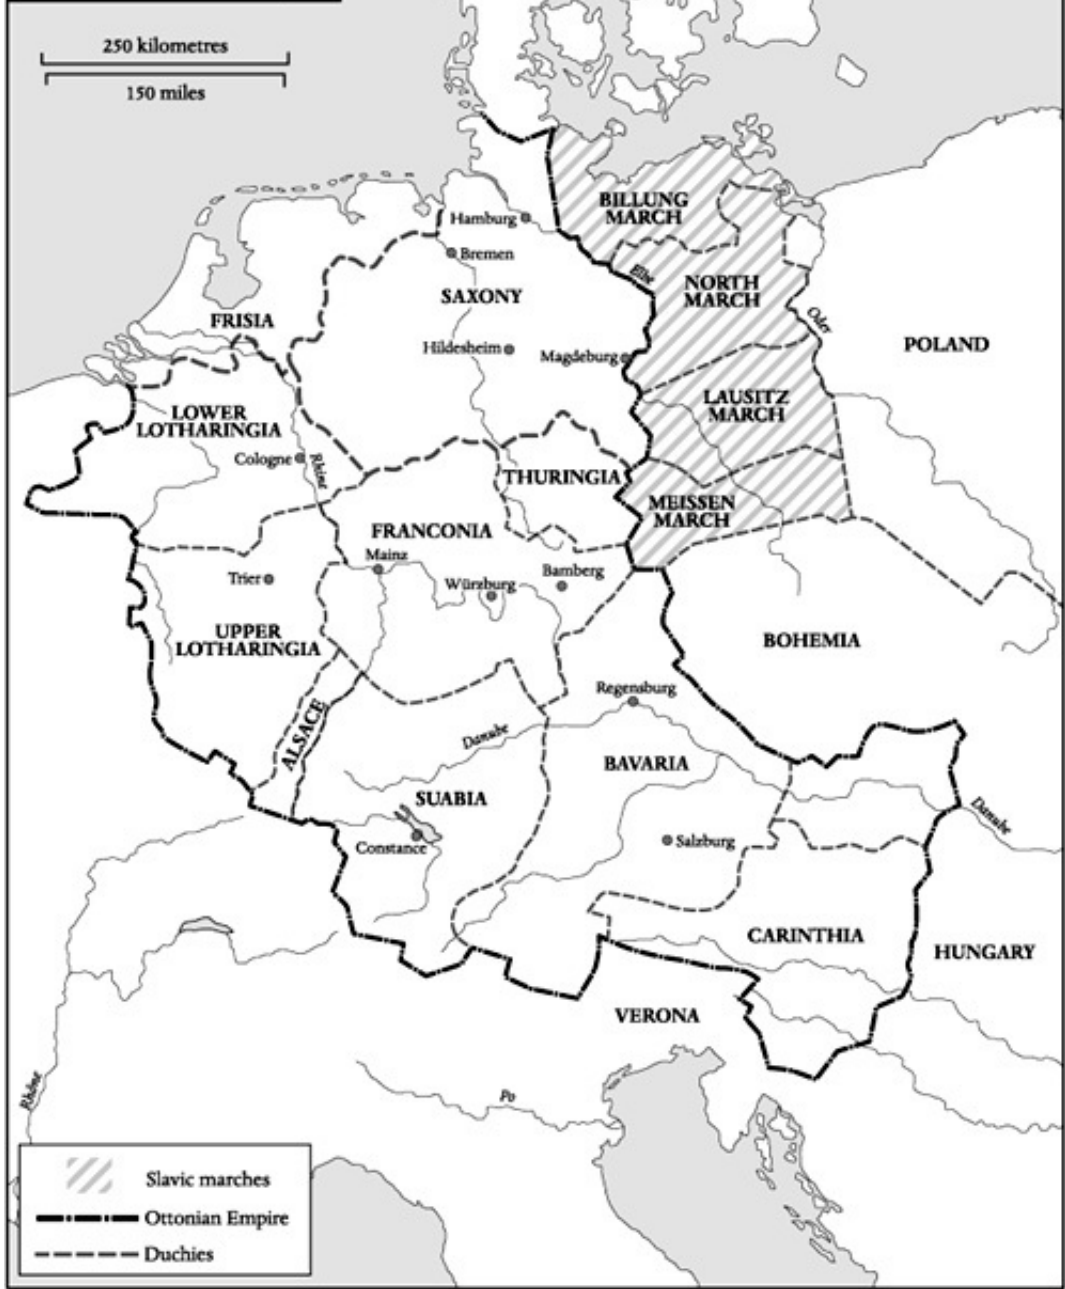 250 kilometres
150 miles
BILLUNG
MARCH
Hamburg
Bremen
Elbe
NORTH
MARCH
SAXONY
FRISIA
Oder
POLAND
Hildesheim
Magdeburg
LAUSITZ
MARCH
LOWER
LOTHARINGIA
Cologne
Rhine
THURINGIA
MEISSEN
MARCH
FRANCONIA
Mainz
Trier
Würzburg
Bamberg
UPPER
LOTHARINGIA
BOHEMIA
Regensburg
ALSACE
Danube
BAVARIA
SUABIA
Danube
Constance
Salzburg
CARINTHIA
HUNGARY
VERONA
Rhône
Po
Slavic marches
Ottonian Empire
Duchies